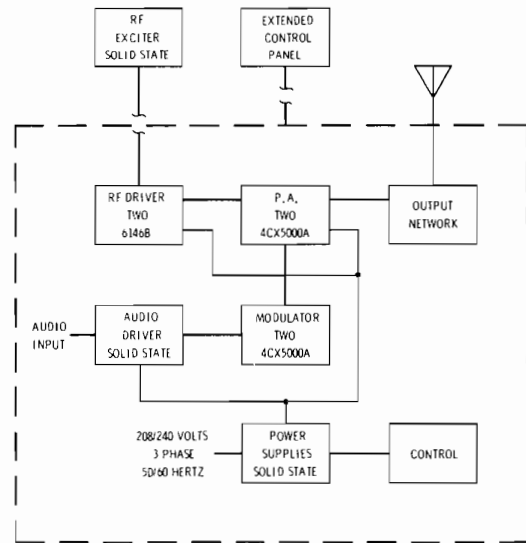 RF
EXCITER
SOLID STATE
EXTENDED
CONTROL
PANEL
RF DRIVER
TWO
6146B
P.A.
TWO
4CX5000A
OUTPUT
NETWORK
AUDIO
INPUT
AUDIO
DRIVER
SOLID STATE
MODULATOR
TWO
4CX5000A
208/240 VOLTS
3 PHASE
50/60 HERTZ
POWER
SUPPLIES
SOLID STATE
CONTROL